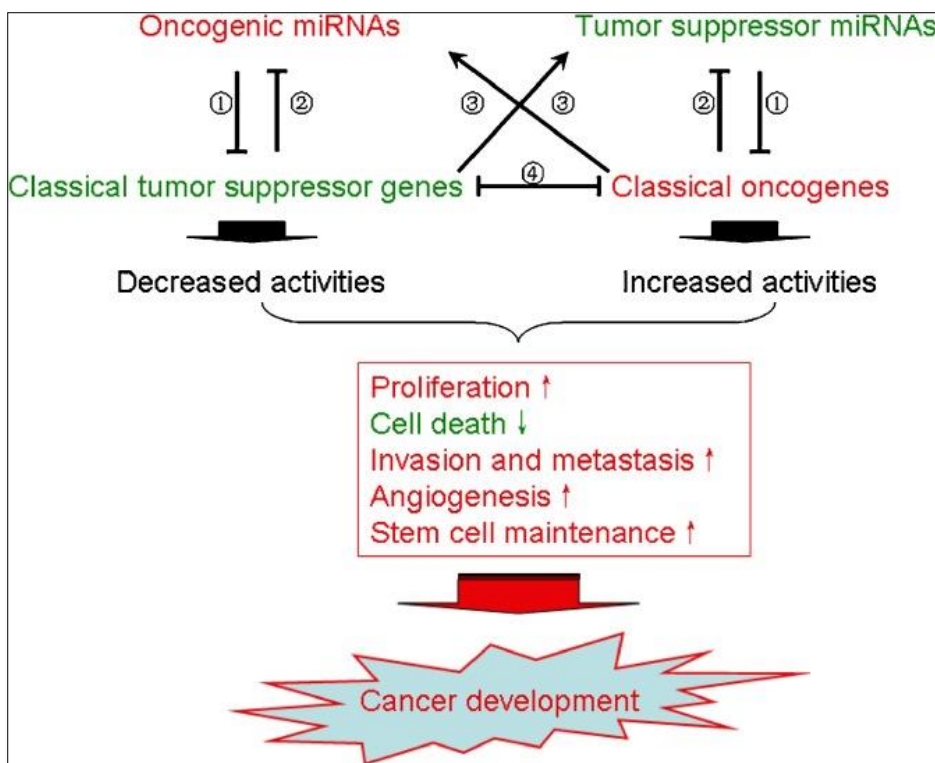 Oncogenic miRNAs Tumor suppressor miRNAs
① ② ③ ③ ② ①
④
Classical tumor suppressor genes Classical oncogenes
Decreased activities Increased activities
Proliferation ↑
Cell death ↓
Invasion and metastasis ↑
Angiogenesis ↑
Stem cell maintenance ↑
Cancer development